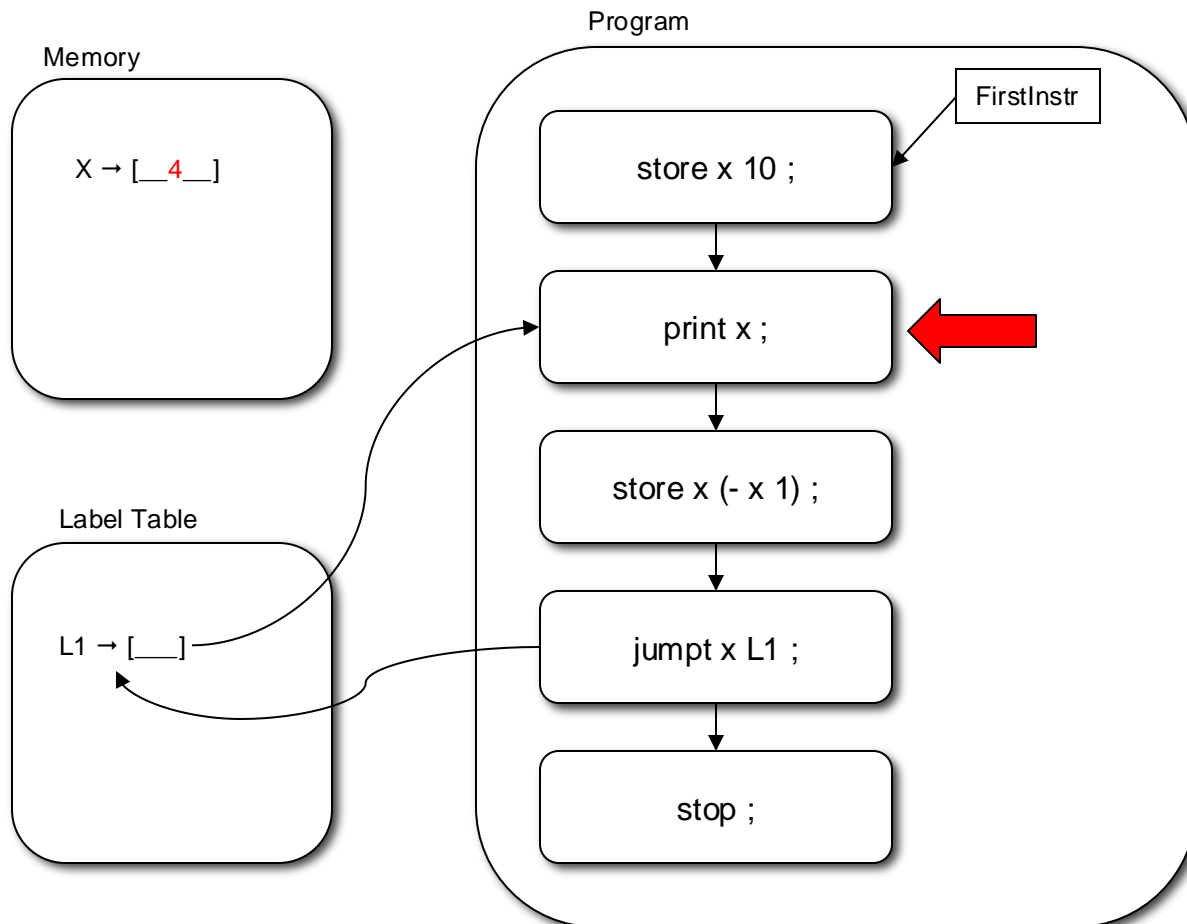 Program
Memory
FirstInstr
X → [__4__]
store x 10 ;
print x ;
store x (- x 1) ;
Label Table
L1 → [___]
jumpt x L1 ;
stop ;